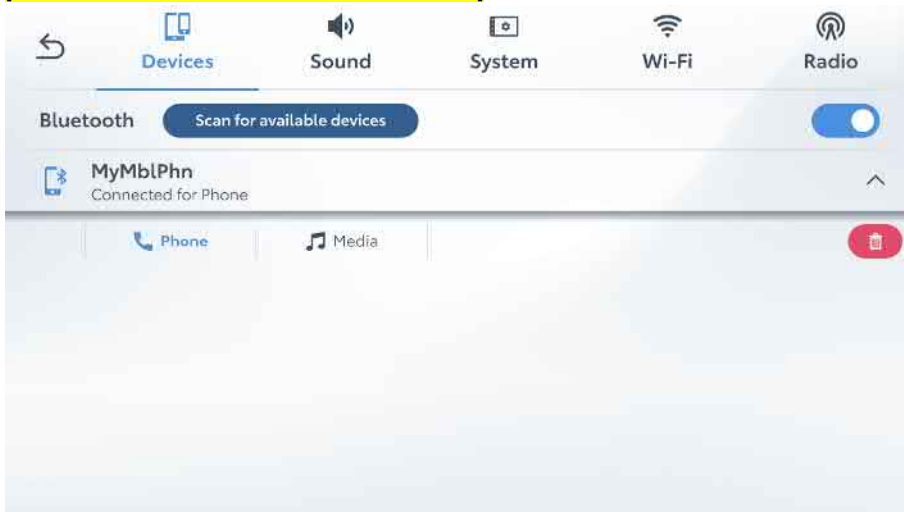 Devices
Sound
System
Wi-Fi
Radio
Bluetooth
Scan for available devices
MyMblPhn
Connected for Phone
Phone
Media